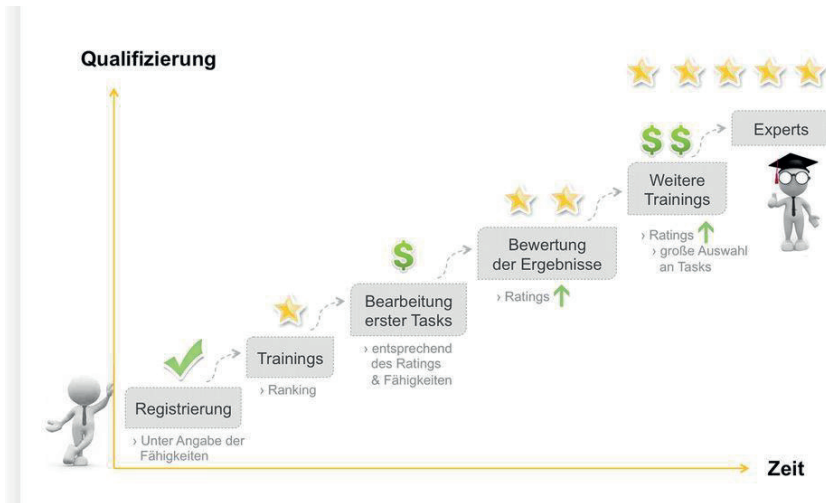 Qualifizierung
Experts
$ $
Weitere
Trainings
› Ratings
› große Auswahl
an Tasks
Bewertung
der Ergebnisse
› Ratings
$
Bearbeitung
erster Tasks
› entsprechend
des Ratings
& Fähigkeiten
Trainings
› Ranking
Registrierung
› Unter Angabe der
Fähigkeiten
Zeit